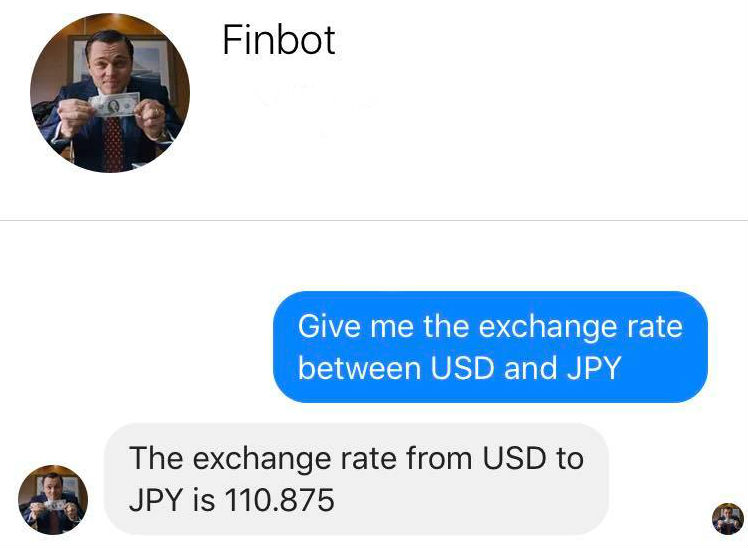 Finbot
Give me the exchange rate
between USD and JPY
The exchange rate from USD to
JPY is 110.875